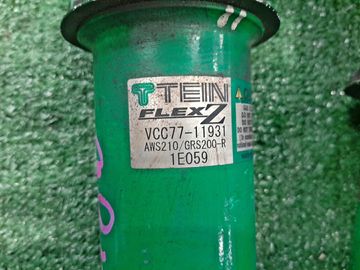 TEIN
FLEX Z
VCC77-11931
AWS210/GRS200-R
1E059